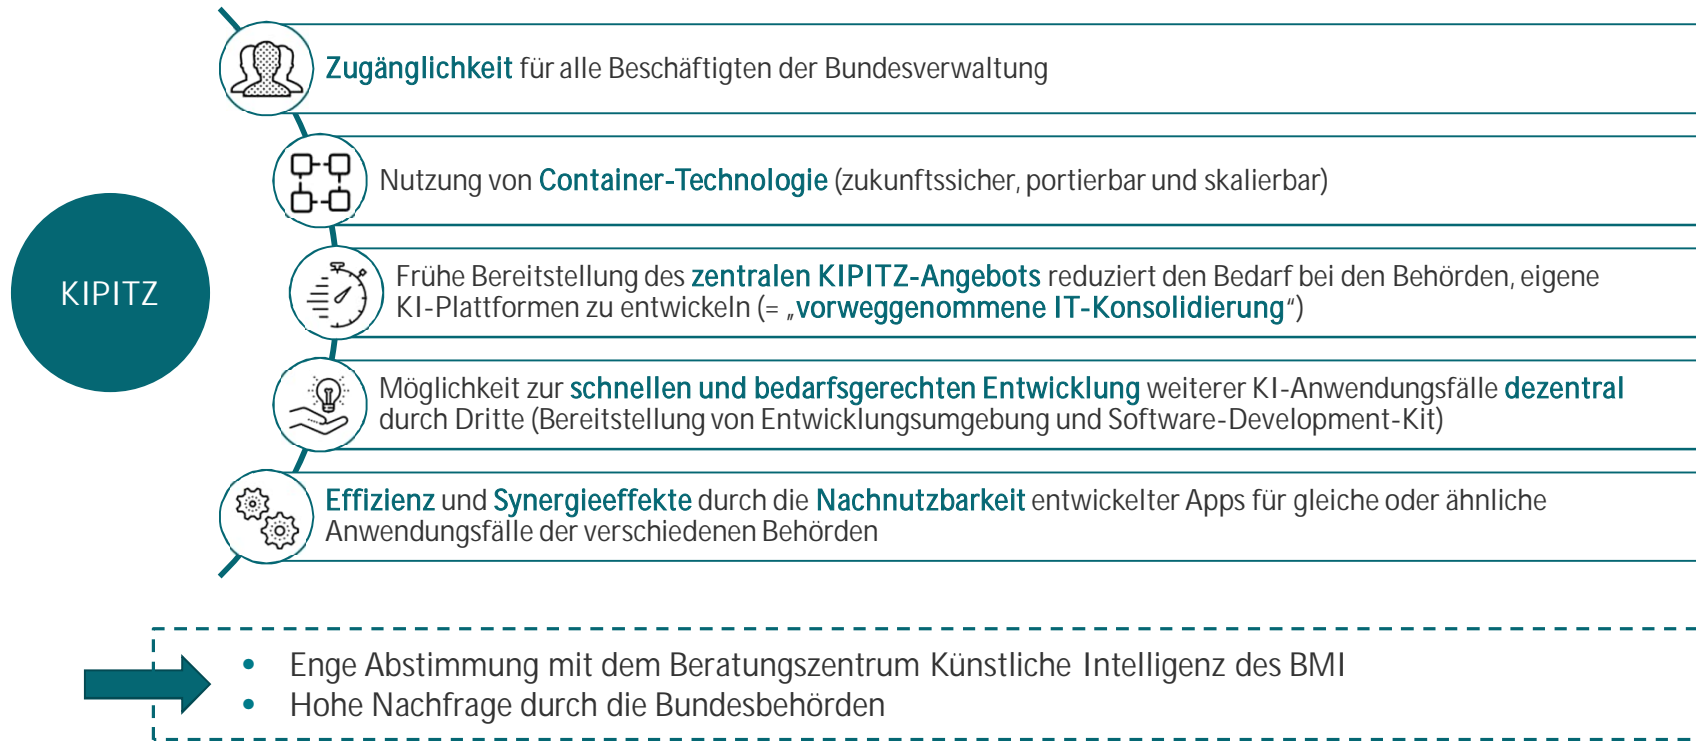 KIPITZ
Zugänglichkeit für alle Beschäftigten der Bundesverwaltung
Nutzung von Container-Technologie (zukunftssicher, portierbar und skalierbar)
Frühe Bereitstellung des zentralen KIPITZ-Angebots reduziert den Bedarf bei den Behörden, eigene
KI-Plattformen zu entwickeln (= „vorweggenommene IT-Konsolidierung“)
Möglichkeit zur schnellen und bedarfsgerechten Entwicklung weiterer KI-Anwendungsfälle dezentral
durch Dritte (Bereitstellung von Entwicklungsumgebung und Software-Development-Kit)
Effizienz und Synergieeffekte durch die Nachnutzbarkeit entwickelter Apps für gleiche oder ähnliche
Anwendungsfälle der verschiedenen Behörden
• Enge Abstimmung mit dem Beratungszentrum Künstliche Intelligenz des BMI
• Hohe Nachfrage durch die Bundesbehörden